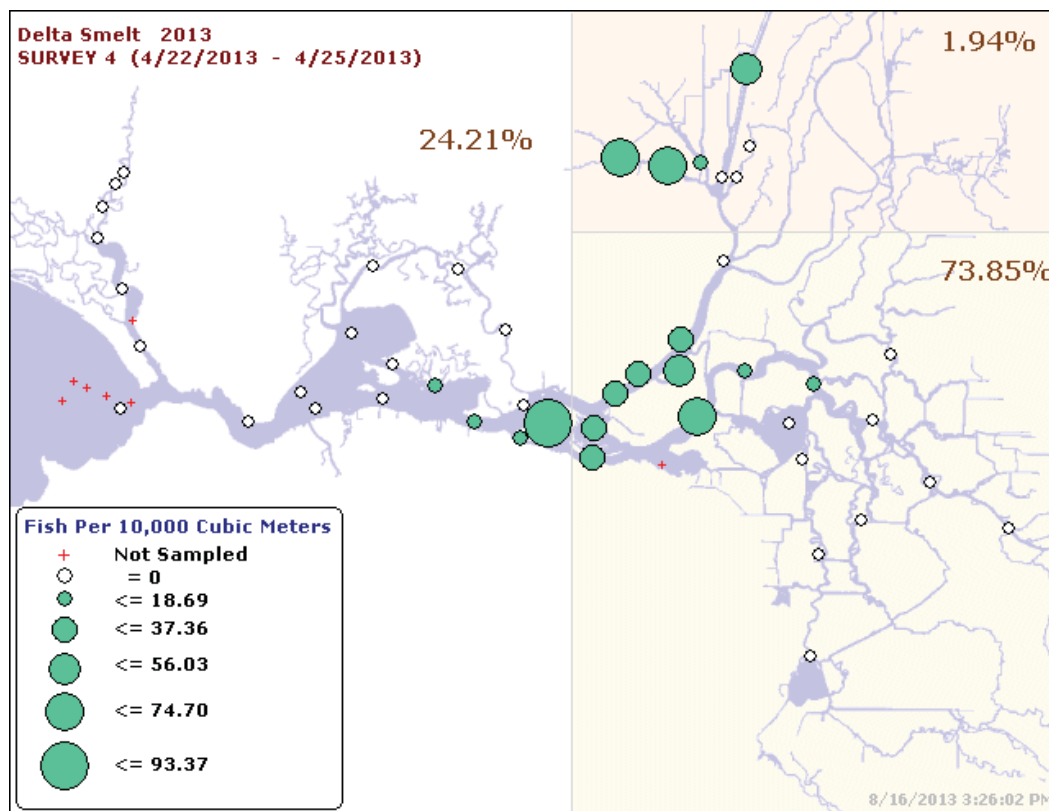 Delta Smelt 2013
SURVEY 4 (4/22/2013 - 4/25/2013)
1.94%
24.21%
73.85%
Fish Per 10,000 Cubic Meters
Not Sampled
= 0
<= 18.69
<= 37.36
<= 56.03
<= 74.70
<= 93.37
8/16/2013 3:26:02 PM